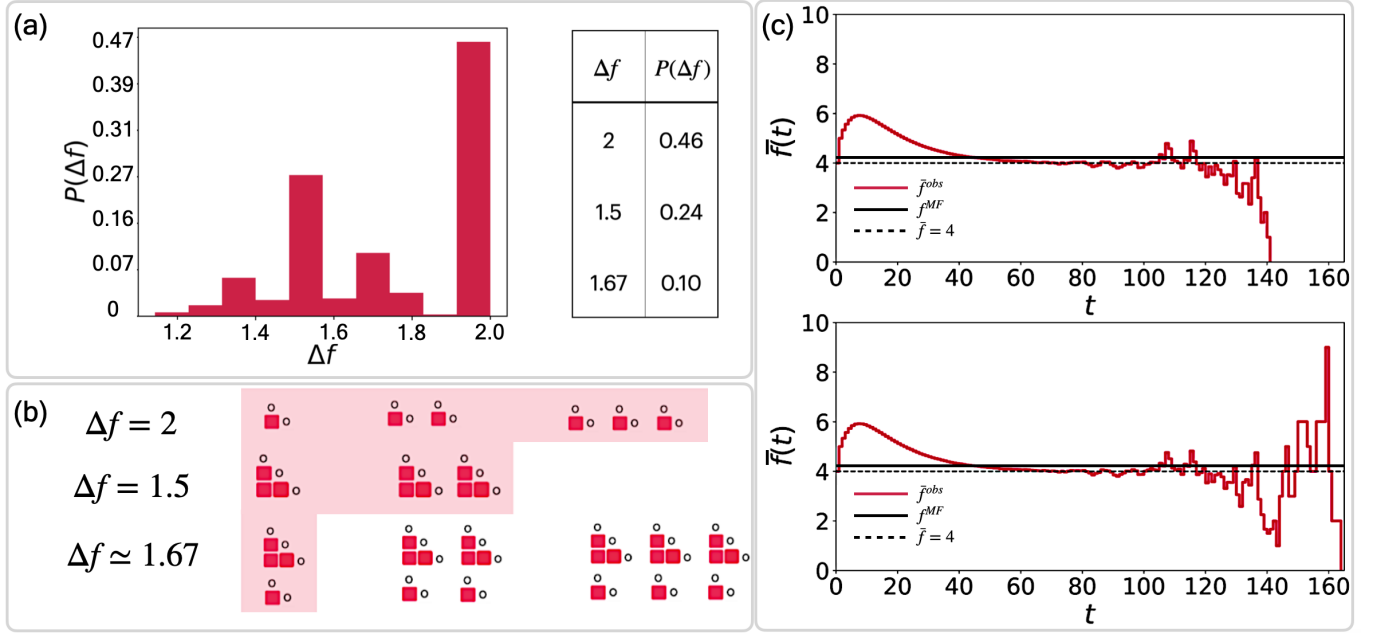 (a)
0.47
0.39
0.31
0.27
0.16
0.07
0
P(Δf)
1.2 1.4 1.6 1.8 2.0
Δf
Δf P(Δf)
2 0.46
1.5 0.24
1.67 0.10
(b)
Δf = 2
o o o o o o
o o o o o o
Δf = 1.5
o o o
o o o
Δf ≃ 1.67
o o o o o o
o o o o o o
o o o o o o
o o o o o o
(c)
10
8
6
4
2
0
f̄(t)
f̄ᵒᵇˢ
fᴹᶠ
f̄ = 4
0 20 40 60 80 100 120 140 160
t
10
8
6
4
2
0
f̄(t)
f̄ᵒᵇˢ
fᴹᶠ
f̄ = 4
0 20 40 60 80 100 120 140 160
t